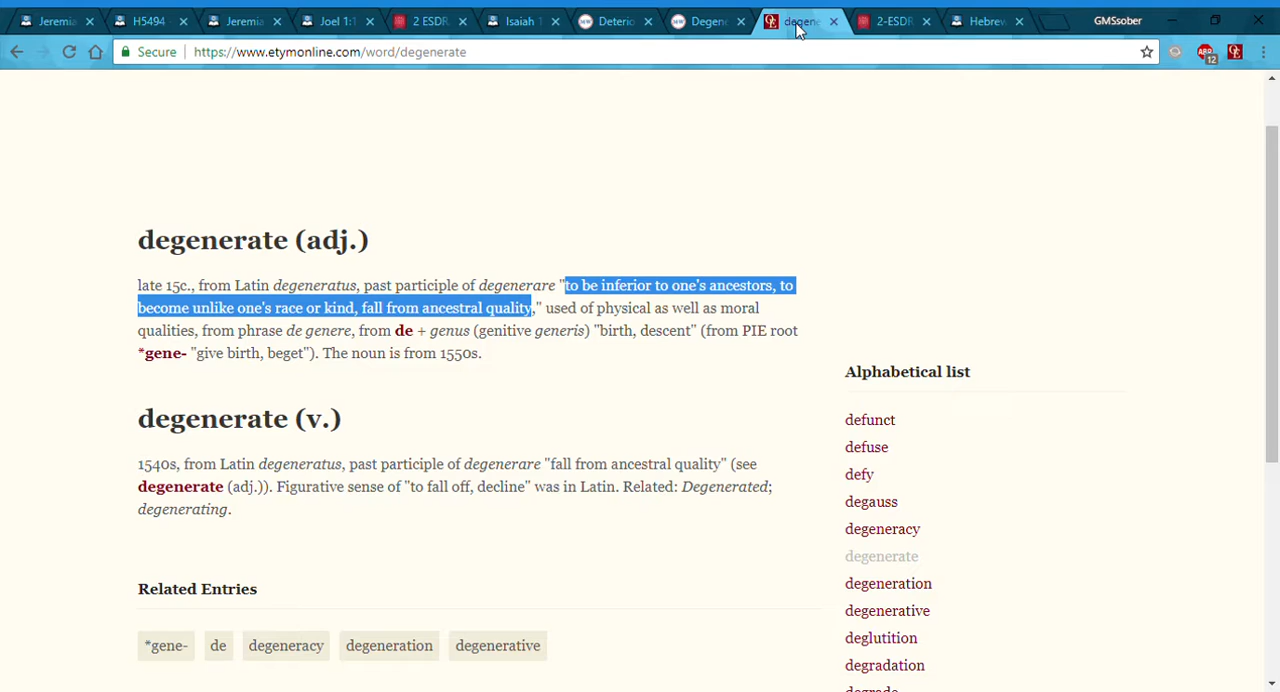 Jeremia H5494 - Jeremia Joel 1:1 2 ESDR Isaiah 1 Deterio Degene degene 2-ESDR Hebrew GMSsober
Secure https://www.etymonline.com/word/degenerate 12
degenerate (adj.)
late 15c., from Latin degeneratus, past participle of degenerare "to be inferior to one's ancestors, to
become unlike one's race or kind, fall from ancestral quality," used of physical as well as moral
qualities, from phrase de genere, from de + genus (genitive generis) "birth, descent" (from PIE root
*gene- "give birth, beget"). The noun is from 1550s.
degenerate (v.)
1540s, from Latin degeneratus, past participle of degenerare "fall from ancestral quality" (see
degenerate (adj.)). Figurative sense of "to fall off, decline" was in Latin. Related: Degenerated;
degenerating.
Related Entries
*gene- de degeneracy degeneration degenerative
Alphabetical list
defunct
defuse
defy
degauss
degeneracy
degenerate
degeneration
degenerative
deglutition
degradation
degrade